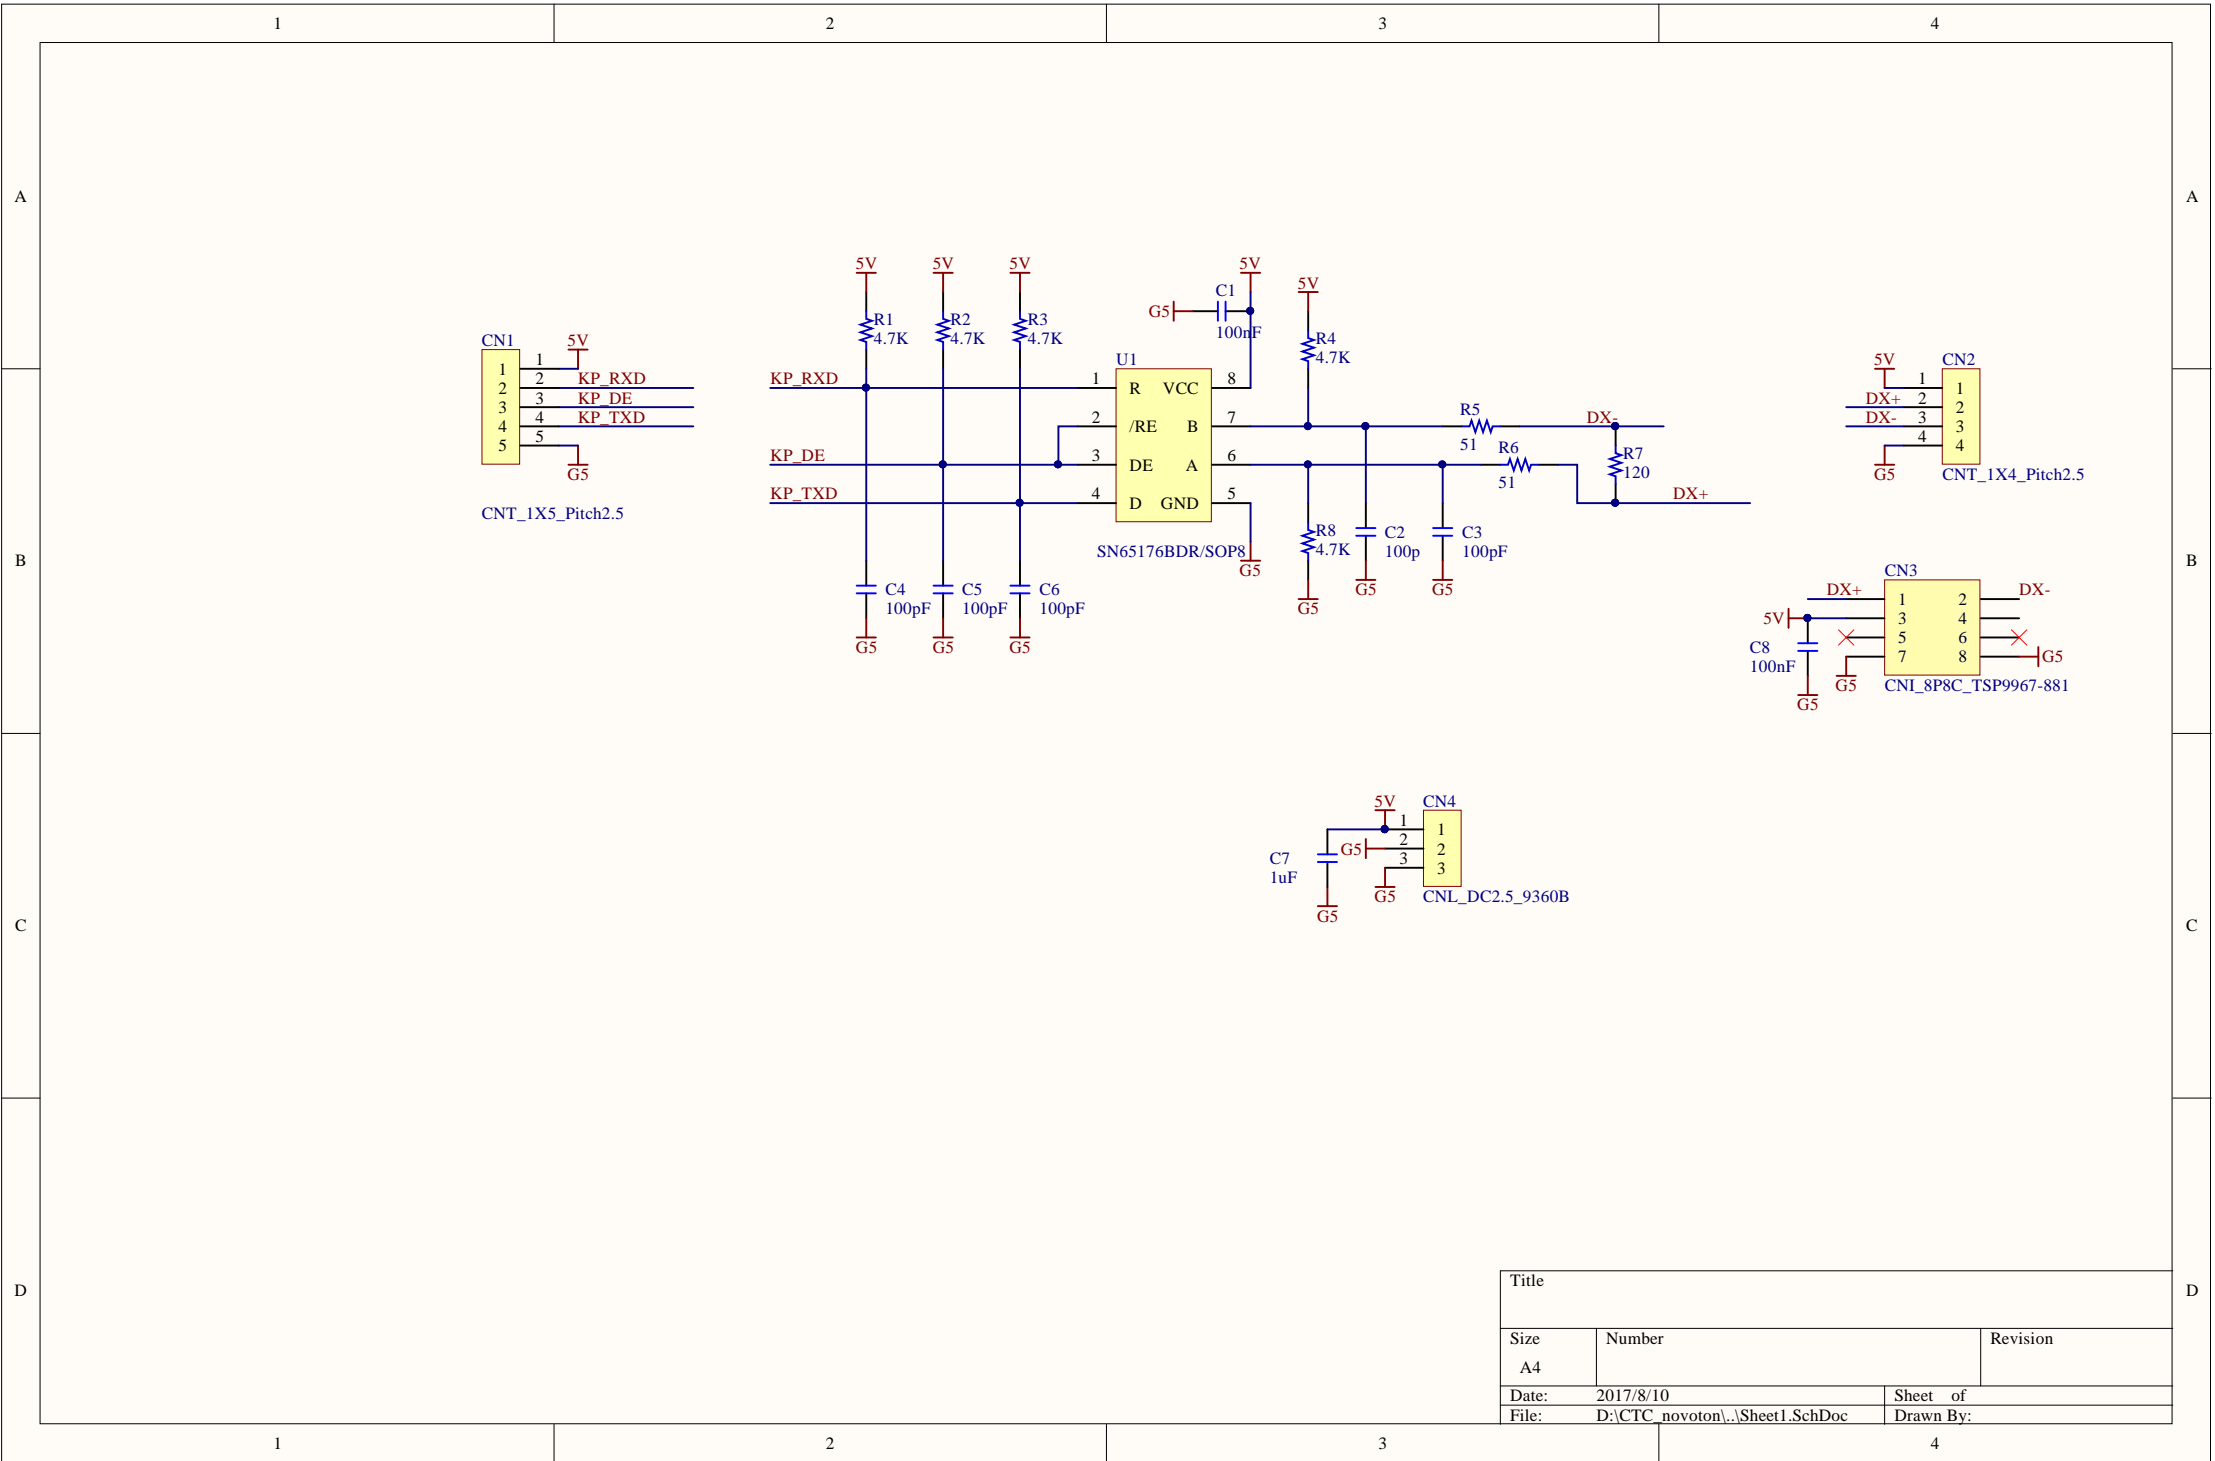 1 2 3 4
A A
B B
C C
D D
1 2 3 4
CN1
5V
1 1
2 2 KP_RXD
3 3 KP_DE
4 4 KP_TXD
5 5
G5
CNT_1X5_Pitch2.5
5V 5V 5V
R1 4.7K
R2 4.7K
R3 4.7K
KP_RXD
KP_DE
KP_TXD
C4 100pF
C5 100pF
C6 100pF
G5 G5 G5
5V
C1
G5
100nF
U1
1 R VCC 8
2 /RE B 7
3 DE A 6
4 D GND 5
SN65176BDR/SOP8
G5
5V
R4
4.7K
R5
51
DX-
R6
51
R7
120
DX+
R8
4.7K
C2
100p
C3
100pF
G5 G5 G5
5V CN2
1 1
DX+ 2 2
DX- 3 3
4 4
G5
CNT_1X4_Pitch2.5
CN3
DX+ 1 2 DX-
5V 3 4
5 6
7 8 G5
C8
100nF
G5
G5
CNI_8P8C_TSP9967-881
5V CN4
1 1
G5 2 2
3 3
C7
1uF
G5
G5
CNL_DC2.5_9360B
Title
Size Number Revision
A4
Date: 2017/8/10 Sheet of
File: D:\CTC_novoton\..\Sheet1.SchDoc Drawn By: